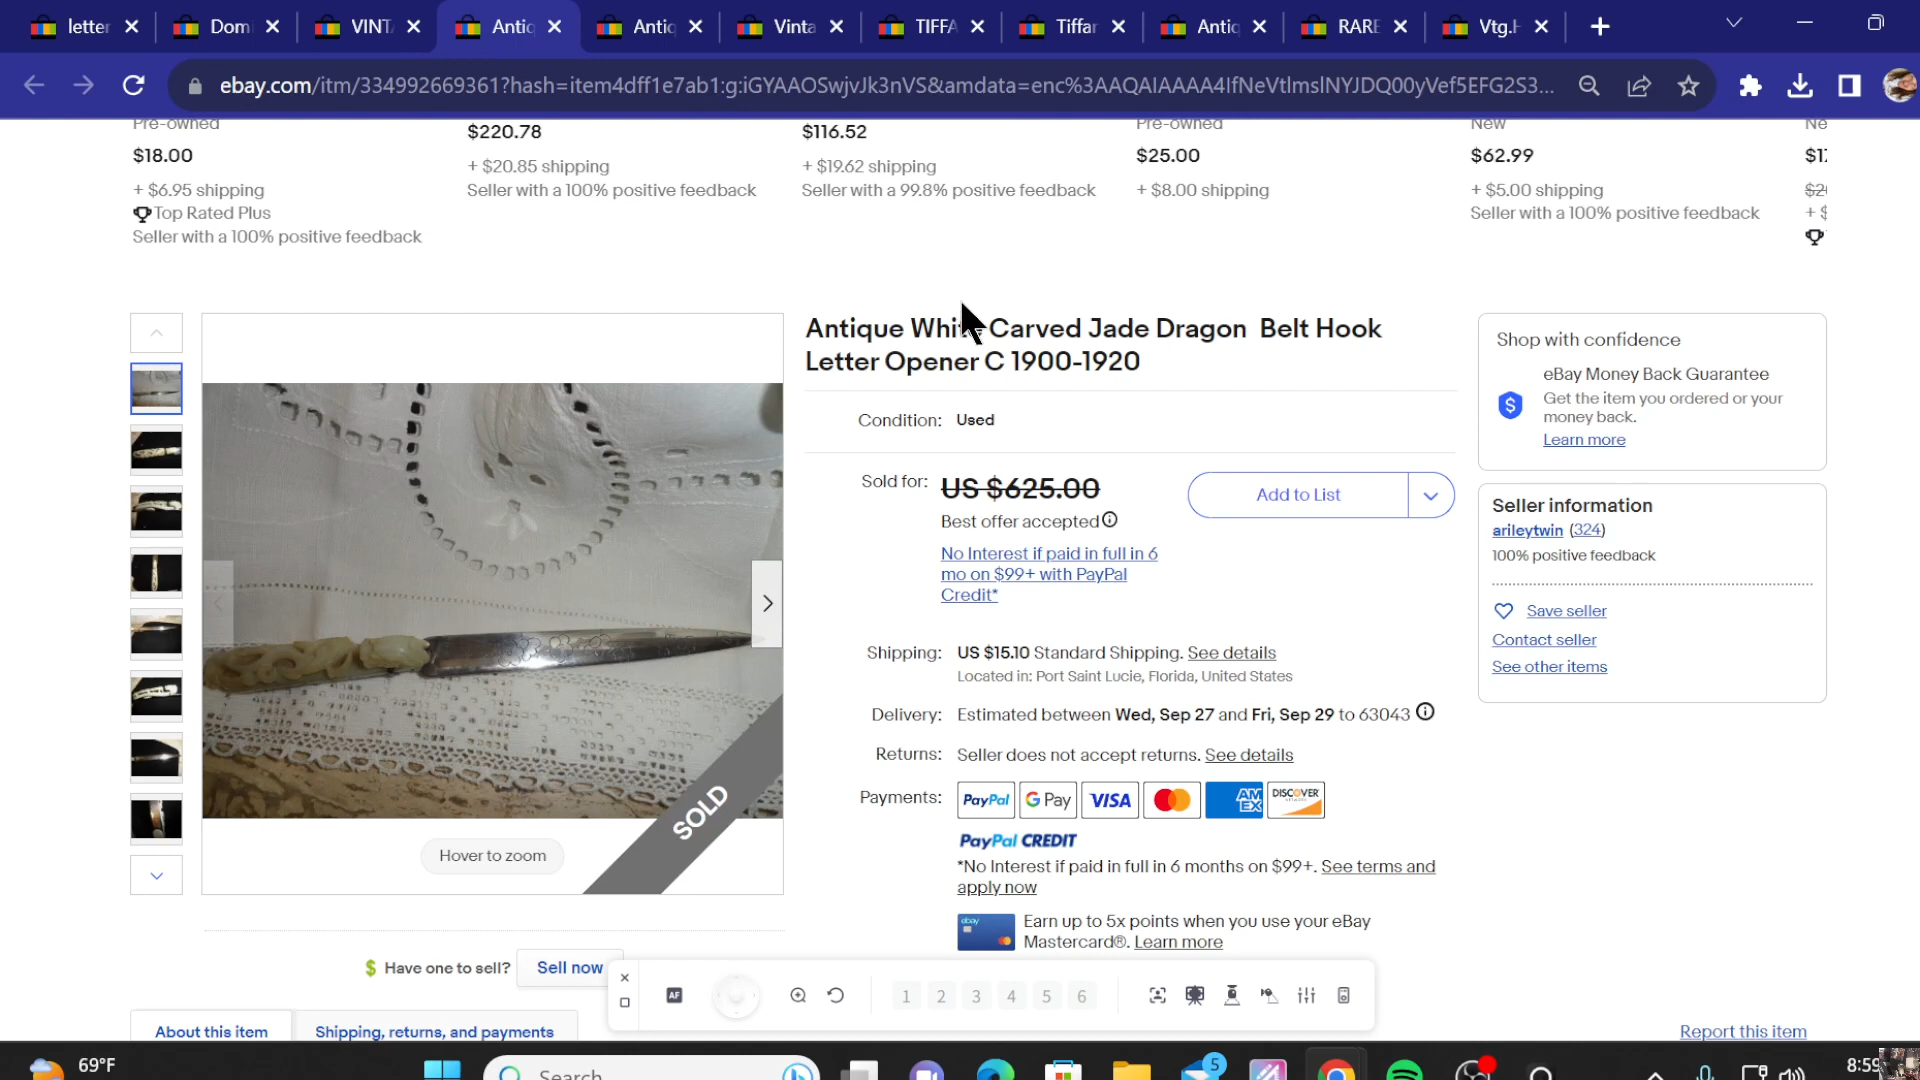 letter
Dom
VINT
Antiq
Antiq
Vinta
TIFFA
Tiffar
Antiq
RARE
Vtg.H
ebay.com/itm/334992669361?hash=item4dff1e7ab1:g:iGYAAOSwjvJk3nVS&amdata=enc%3AAQAIAAAA4IfNeVtlmsINYJDQ00yVef5EFG2S3...
Pre-owned
$18.00
+ $6.95 shipping
Top Rated Plus
Seller with a 100% positive feedback
$220.78
+ $20.85 shipping
Seller with a 100% positive feedback
$116.52
+ $19.62 shipping
Seller with a 99.8% positive feedback
Pre-owned
$25.00
+ $8.00 shipping
New
$62.99
+ $5.00 shipping
Seller with a 100% positive feedback
Ne
Antique White Carved Jade Dragon Belt Hook
Letter Opener C 1900-1920
Condition: Used
Sold for: US $625.00
Best offer accepted
No Interest if paid in full in 6
mo on $99+ with PayPal
Credit*
Add to List
Shipping: US $15.10 Standard Shipping. See details
Located in: Port Saint Lucie, Florida, United States
Delivery: Estimated between Wed, Sep 27 and Fri, Sep 29 to 63043
Returns: Seller does not accept returns. See details
Payments: PayPal G Pay VISA AM EX DISCOVER
PayPal CREDIT
*No Interest if paid in full in 6 months on $99+. See terms and
apply now
ebay
Earn up to 5x points when you use your eBay
Mastercard®. Learn more
Shop with confidence
eBay Money Back Guarantee
Get the item you ordered or your
money back.
Learn more
Seller information
arileytwin (324)
100% positive feedback
Save seller
Contact seller
See other items
SOLD
Hover to zoom
Have one to sell? Sell now
AF
1 2 3 4 5 6
About this item
Shipping, returns, and payments
Report this item
69°F
Search
5
8:59